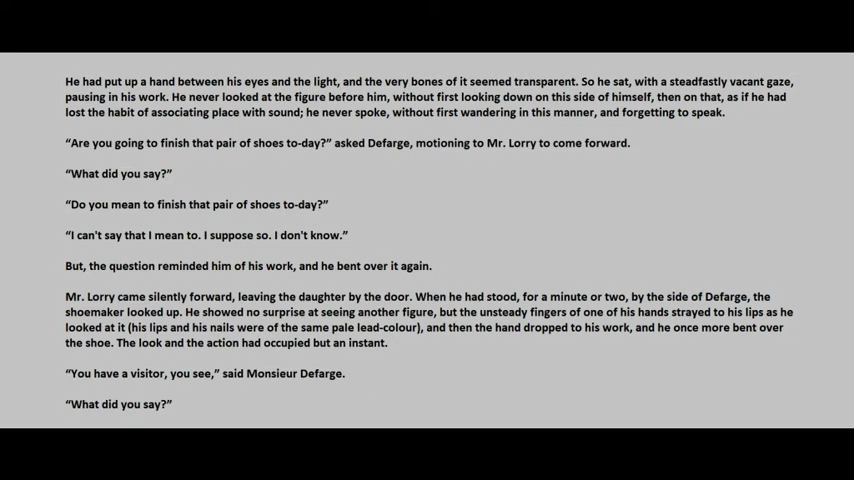 He had put up a hand between his eyes and the light, and the very bones of it seemed transparent. So he sat, with a steadfastly vacant gaze,
pausing in his work. He never looked at the figure before him, without first looking down on this side of himself, then on that, as if he had
lost the habit of associating place with sound; he never spoke, without first wandering in this manner, and forgetting to speak.
“Are you going to finish that pair of shoes to-day?” asked Defarge, motioning to Mr. Lorry to come forward.
“What did you say?”
“Do you mean to finish that pair of shoes to-day?”
“I can't say that I mean to. I suppose so. I don't know.”
But, the question reminded him of his work, and he bent over it again.
Mr. Lorry came silently forward, leaving the daughter by the door. When he had stood, for a minute or two, by the side of Defarge, the
shoemaker looked up. He showed no surprise at seeing another figure, but the unsteady fingers of one of his hands strayed to his lips as he
looked at it (his lips and his nails were of the same pale lead-colour), and then the hand dropped to his work, and he once more bent over
the shoe. The look and the action had occupied but an instant.
“You have a visitor, you see,” said Monsieur Defarge.
“What did you say?”